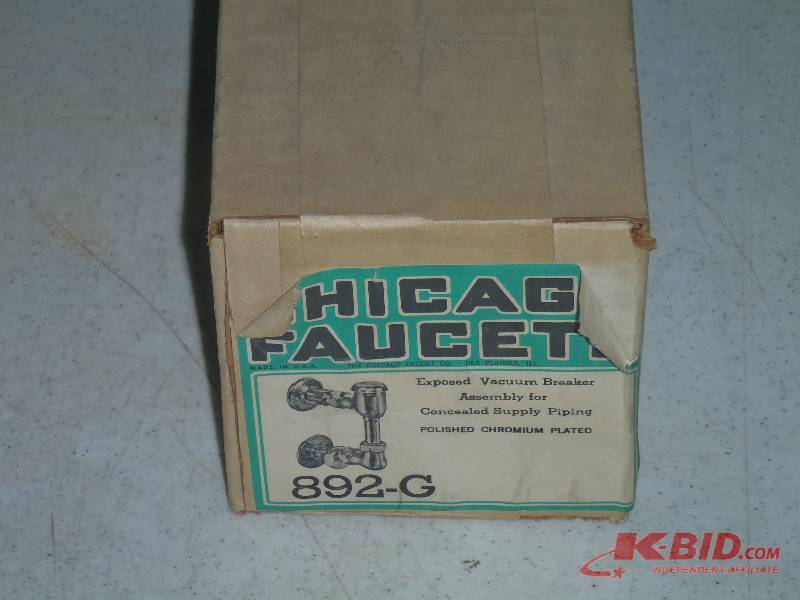 HICAG
FAUCET
MADE IN U.S.A. THE CHICAGO FAUCET CO. - DES PLAINES, ILL.
Exposed Vacuum Breaker
Assembly for
Concealed Supply Piping
POLISHED CHROMIUM PLATED
892-G
K-BID.COM
INDEPENDENT AFFILIATE